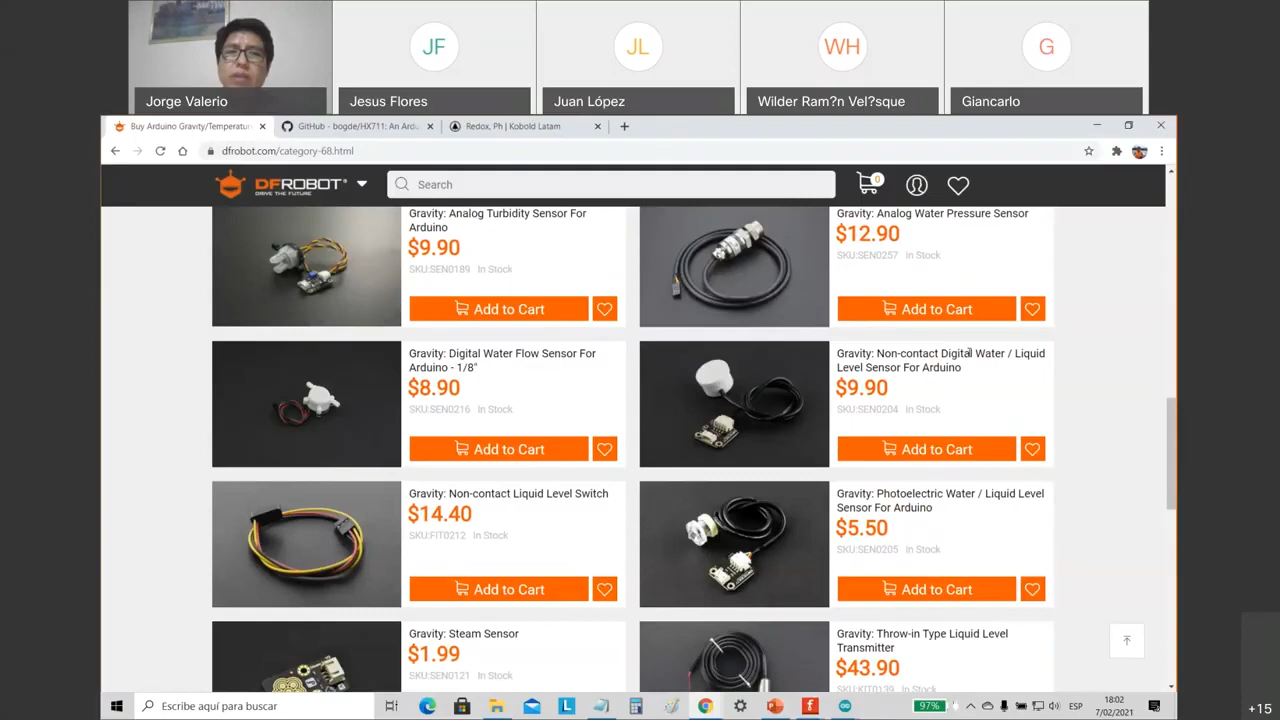 JF
JL
WH
G
Jorge Valerio
Jesus Flores
Juan López
Wilder Ram?n Vel?sque
Giancarlo
Buy Arduino Gravity/Temperatur
GitHub - bogde/HX711: An Ardu
Redox, Ph | Kobold Latam
dfrobot.com/category-68.html
DFROBOT
DRIVE THE FUTURE
Search
0
Gravity: Analog Turbidity Sensor For
Arduino
$9.90
SKU:SEN0189 In Stock
Add to Cart
Gravity: Analog Water Pressure Sensor
$12.90
SKU:SEN0257 In Stock
Add to Cart
Gravity: Digital Water Flow Sensor For
Arduino - 1/8"
$8.90
SKU:SEN0216 In Stock
Add to Cart
Gravity: Non-contact Digital Water / Liquid
Level Sensor For Arduino
$9.90
SKU:SEN0204 In Stock
Add to Cart
Gravity: Non-contact Liquid Level Switch
$14.40
SKU:FIT0212 In Stock
Add to Cart
Gravity: Photoelectric Water / Liquid Level
Sensor For Arduino
$5.50
SKU:SEN0205 In Stock
Add to Cart
Gravity: Steam Sensor
$1.99
SKU:SEN0121 In Stock
Gravity: Throw-in Type Liquid Level
Transmitter
$43.90
SKU:KIT0139 In Stock
Escribe aquí para buscar
97%
ESP
18:02
7/02/2021
+15